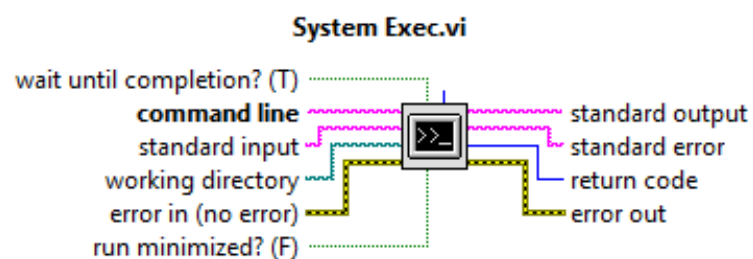 System Exec.vi
wait until completion? (T)
command line
standard input
working directory
error in (no error)
run minimized? (F)
>>_
standard output
standard error
return code
error out